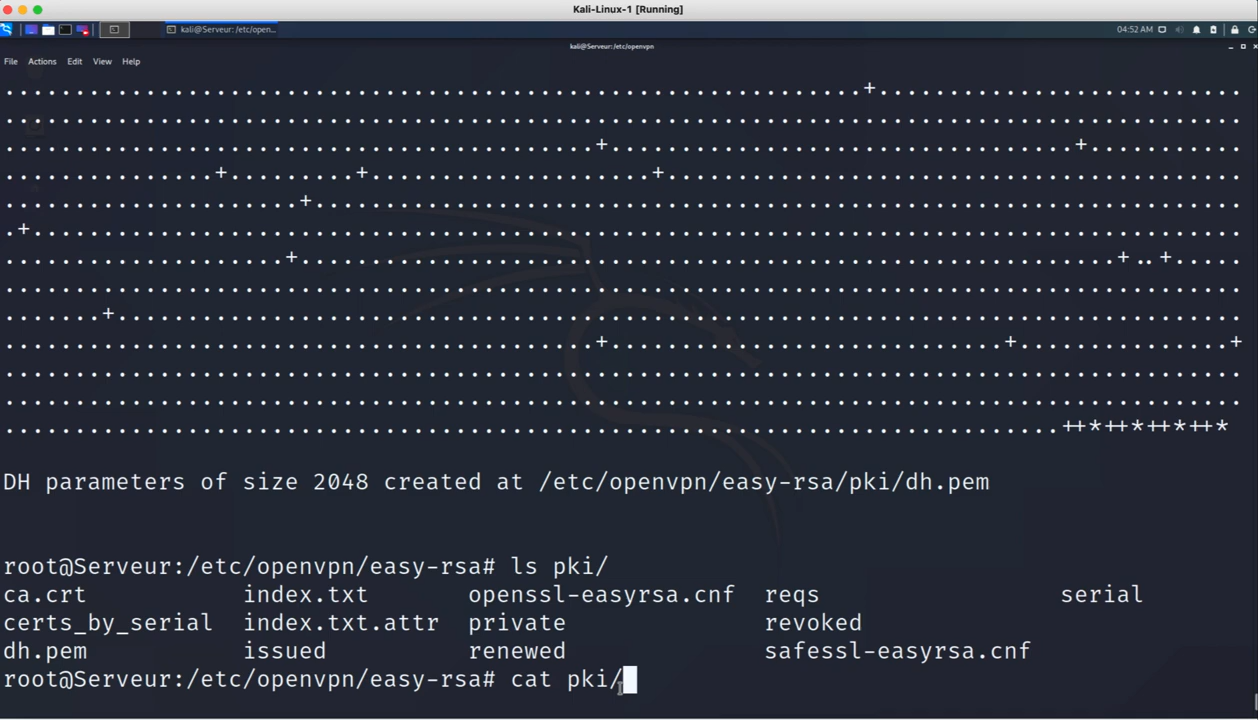 Kali-Linux-1 [Running]
kali@Serveur: /etc/open...
04:52 AM
kali@Serveur: /etc/openvpn
File Actions Edit View Help
DH parameters of size 2048 created at /etc/openvpn/easy-rsa/pki/dh.pem
root@Serveur:/etc/openvpn/easy-rsa# ls pki/
ca.crt index.txt openssl-easyrsa.cnf reqs serial
certs_by_serial index.txt.attr private revoked
dh.pem issued renewed safessl-easyrsa.cnf
root@Serveur:/etc/openvpn/easy-rsa# cat pki/